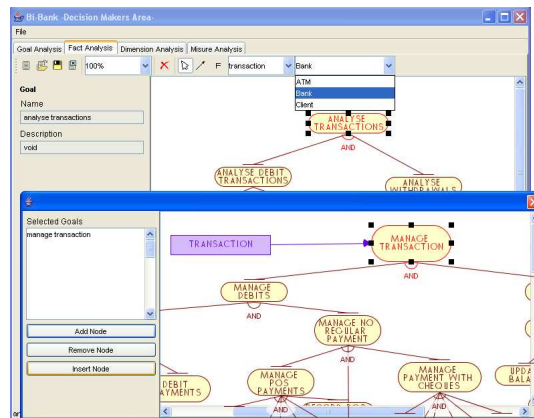 Bi-Bank -Decision Makers Area-
File
Goal Analysis Fact Analysis Dimension Analysis Misure Analysis
100% F transaction Bank
ATM
Bank
Client
Goal
Name
analyse transactions
Description
void
ANALYSE
TRANSACTIONS
AND
ANALYSE DEBIT
TRANSACTIONS
ANALYSE
WITHDRAWALS
Selected Goals
manage transaction
Add Node
Remove Node
Insert Node
TRANSACTION
MANAGE
TRANSACTION
AND
MANAGE
DEBITS
AND
MANAGE NO
REGULAR
PAYMENT
AND
DEBIT
AYMENTS
MANAGE
POS
PAYMENTS
AND
MANAGE
PAYMENT WITH
CHEQUES
AND
UPDA
BALA